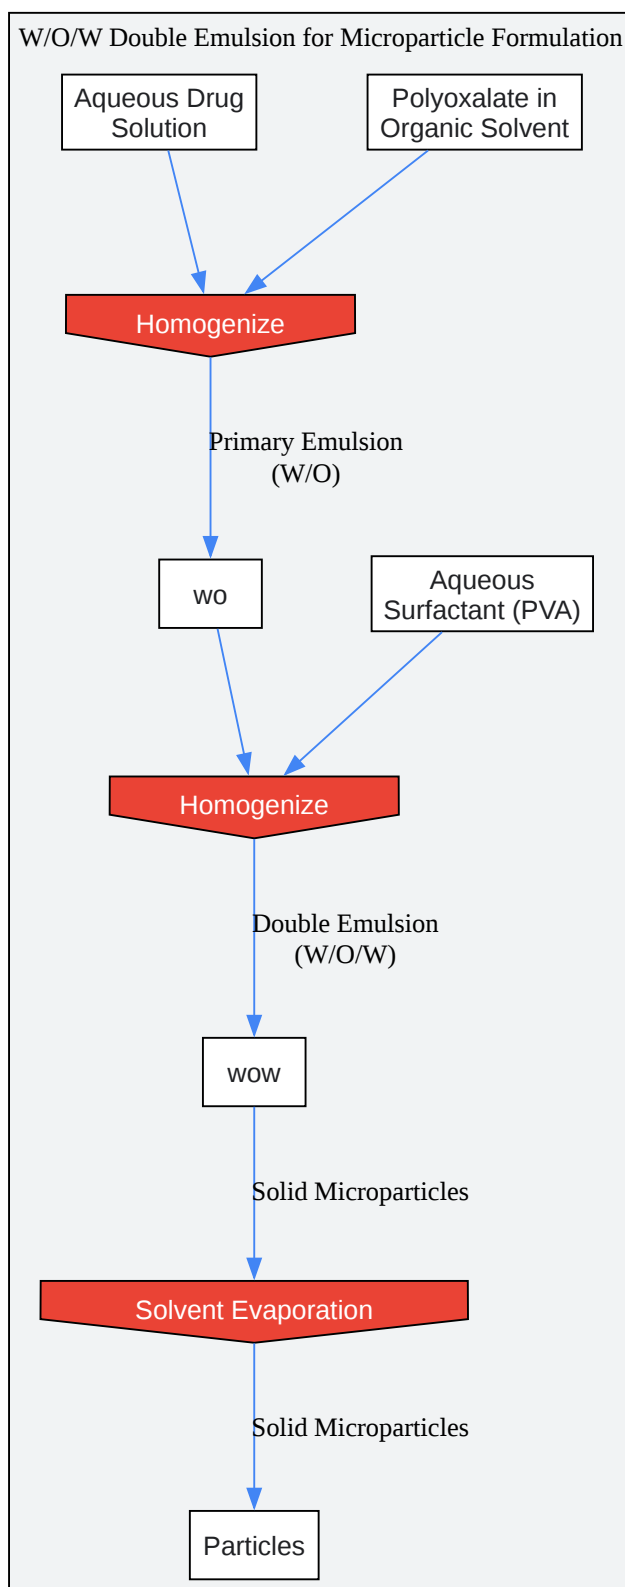 W/O/W Double Emulsion for Microparticle Formulation
Aqueous Drug
Solution
Polyoxalate in
Organic Solvent
Homogenize
Primary Emulsion
(W/O)
wo
Aqueous
Surfactant (PVA)
Homogenize
Double Emulsion
(W/O/W)
wow
Solid Microparticles
Solvent Evaporation
Solid Microparticles
Particles